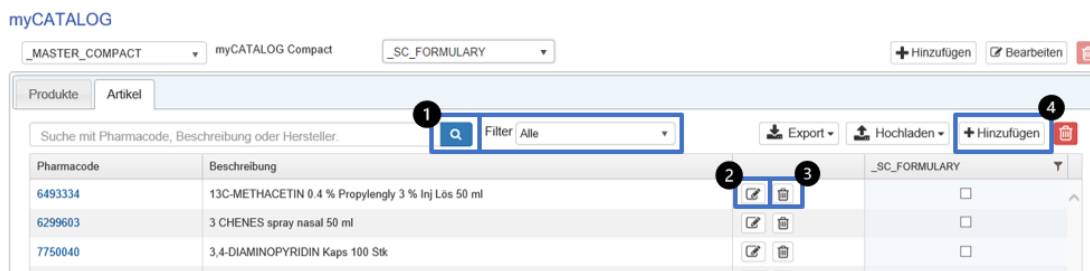 myCATALOG
_MASTER_COMPACT myCATALOG Compact _SC_FORMULARY Hinzufügen Bearbeiten
Produkte Artikel
1 4
Suche mit Pharmacode, Beschreibung oder Hersteller. Filter Alle Export Hochladen Hinzufügen
Pharmacode Beschreibung _SC_FORMULARY
2 3
6493334 13C-METHACETIN 0.4 % Propylengly 3 % Inj Lös 50 ml
6299603 3 CHENES spray nasal 50 ml
7750040 3,4-DIAMINOPYRIDIN Kaps 100 Stk